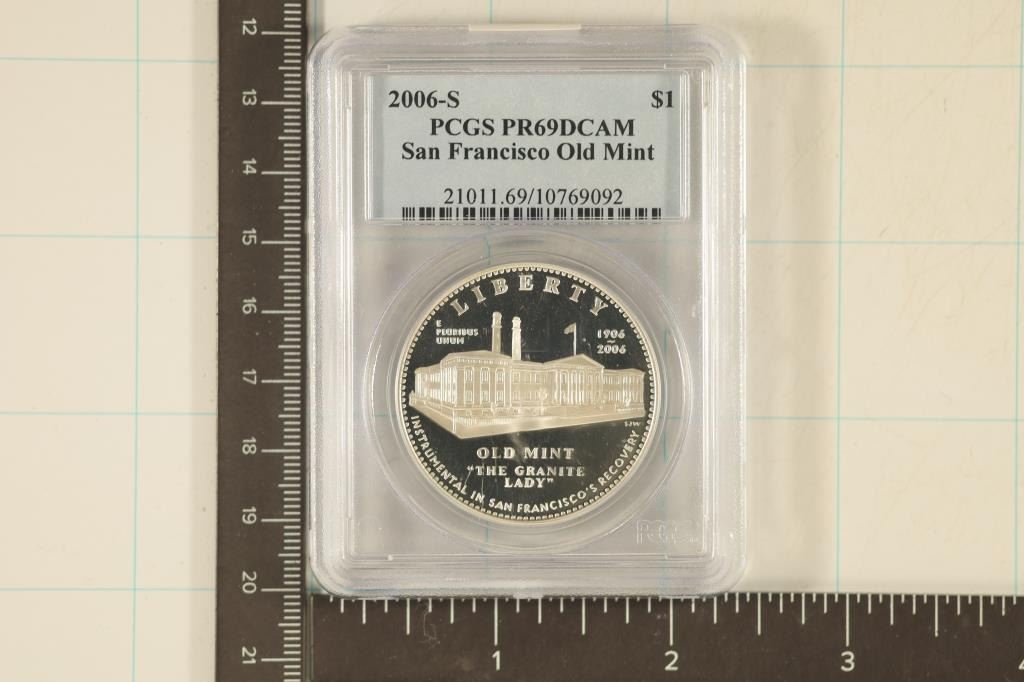 2006-S $1
PCGS PR69DCAM
San Francisco Old Mint
21011.69/10769092
LIBERTY
E
PLURIBUS
UNUM
1906
~
2006
SJW
OLD MINT
"THE GRANITE
LADY"
INSTRUMENTAL IN SAN FRANCISCO'S RECOVERY
PCGS
12
13
14
15
16
17
18
19
20
21
1
2
3